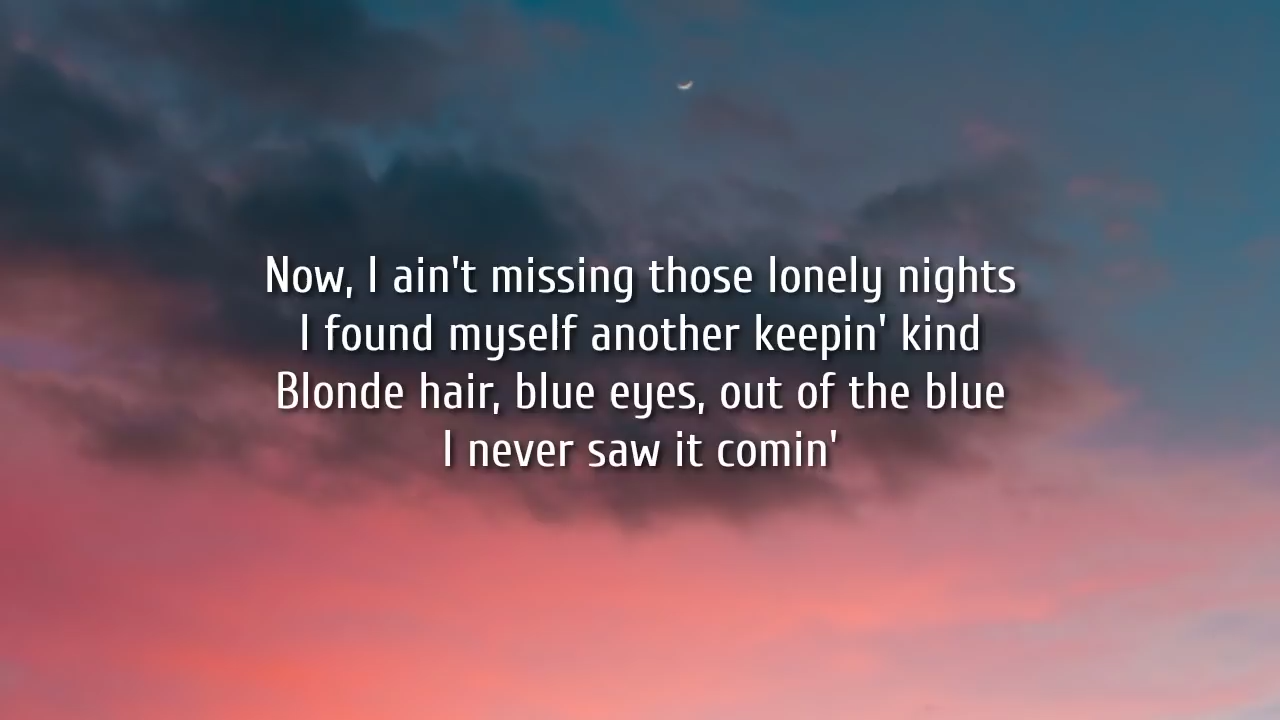 Now, I ain't missing those lonely nights
I found myself another keepin' kind
Blonde hair, blue eyes, out of the blue
I never saw it comin'